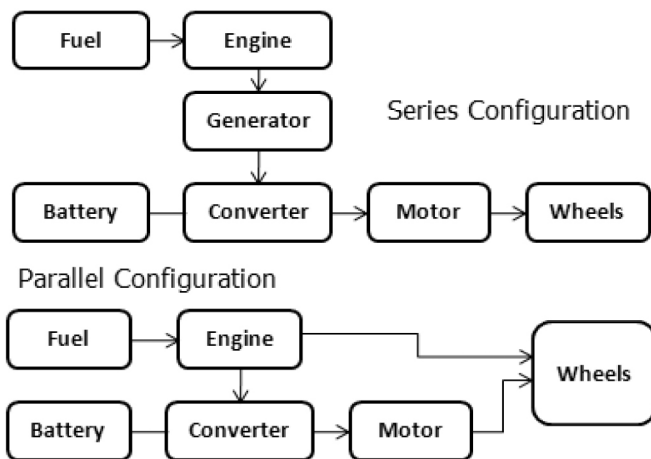 Fuel
Engine
Generator
Series Configuration
Battery
Converter
Motor
Wheels
Parallel Configuration
Fuel
Engine
Wheels
Battery
Converter
Motor